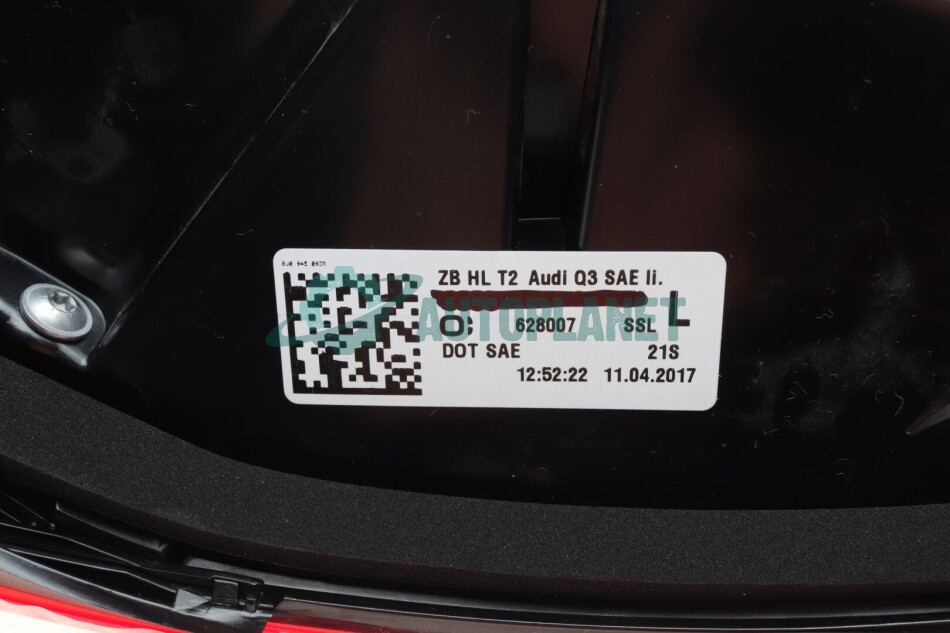 ZB HL T2 Audi Q3 SAE li.
O: 628007 SSL L
DOT SAE 21S
12:52:22 11.04.2017
AUTOPLANET